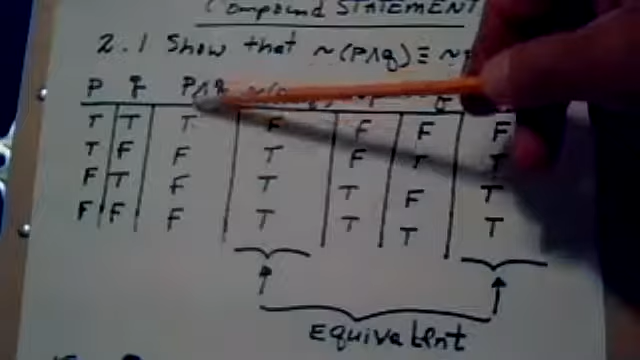 Compound STATEMENT
2.1 Show that ~(P∧q) ≡ ~
P q P∧q
T T T F F F F
T F F T F T T
F T F T T F T
F F F T T T T
EQUIVALENT